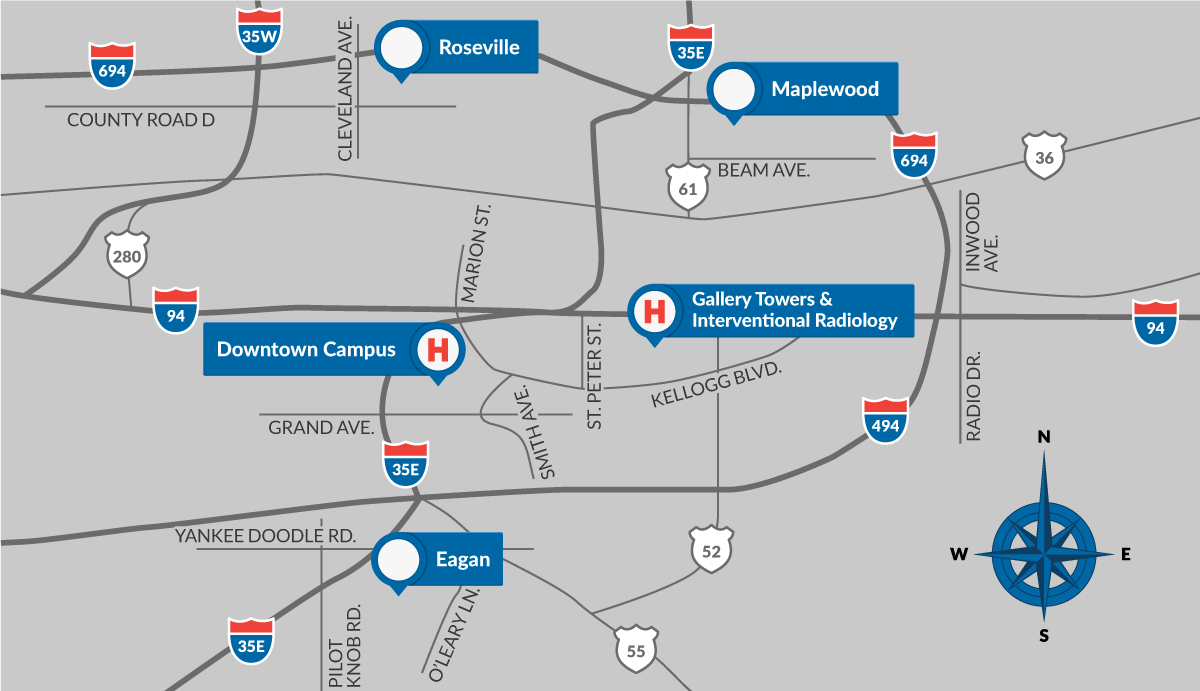 35W
694
CLEVELAND AVE.
Roseville
35E
Maplewood
COUNTY ROAD D
694
36
BEAM AVE.
61
280
MARION ST.
INWOOD
AVE.
94
Gallery Towers &
Interventional Radiology
94
Downtown Campus
H
H
ST. PETER ST.
KELLOGG BLVD.
RADIO DR.
GRAND AVE.
SMITH AVE.
494
35E
N
W
E
S
YANKEE DOODLE RD.
Eagan
52
O'LEARY LN.
PILOT
KNOB RD.
35E
55